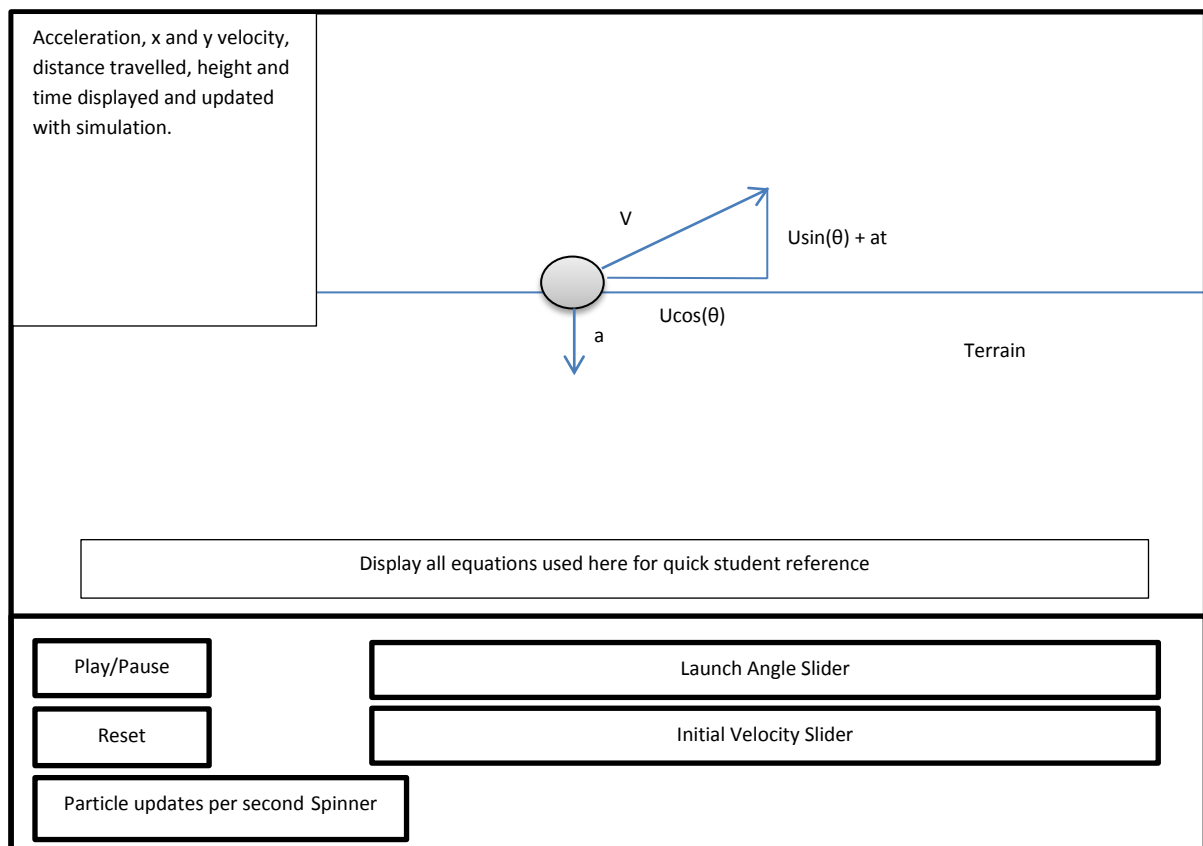 Acceleration, x and y velocity,
distance travelled, height and
time displayed and updated
with simulation.
V
Usin(θ) + at
Ucos(θ)
a
Terrain
Display all equations used here for quick student reference
Play/Pause
Launch Angle Slider
Reset
Initial Velocity Slider
Particle updates per second Spinner